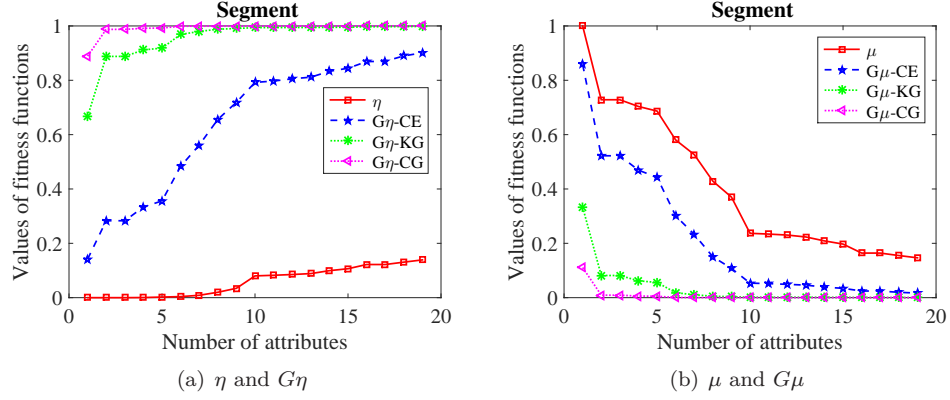 Segment
Values of fitness functions
1
0.8
0.6
0.4
0.2
0
η
Gη-CE
Gη-KG
Gη-CG
0 5 10 15 20
Number of attributes
(a) η and Gη
Segment
Values of fitness functions
1
0.8
0.6
0.4
0.2
0
μ
Gμ-CE
Gμ-KG
Gμ-CG
0 5 10 15 20
Number of attributes
(b) μ and Gμ